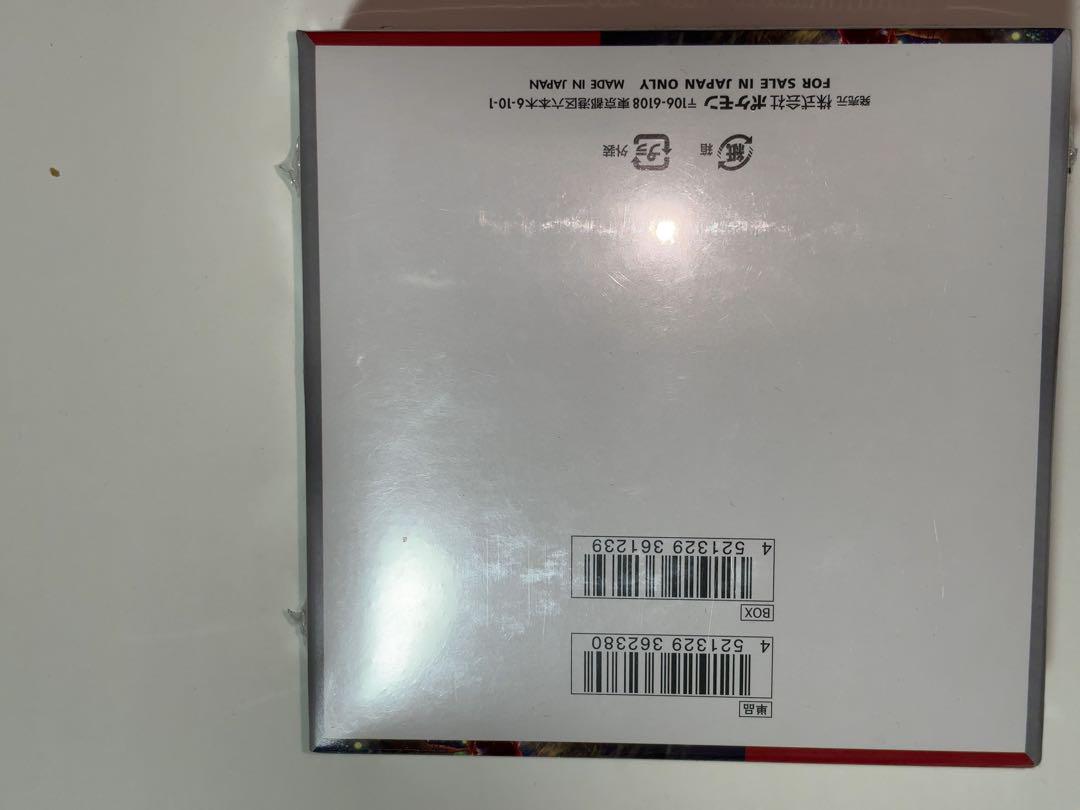 単品
4 521329 362380
BOX
4 521329 361239
紙 箱 プラ 外装
発売元 株式会社ポケモン 〒106-6108 東京都港区六本木6-10-1
FOR SALE IN JAPAN ONLY MADE IN JAPAN